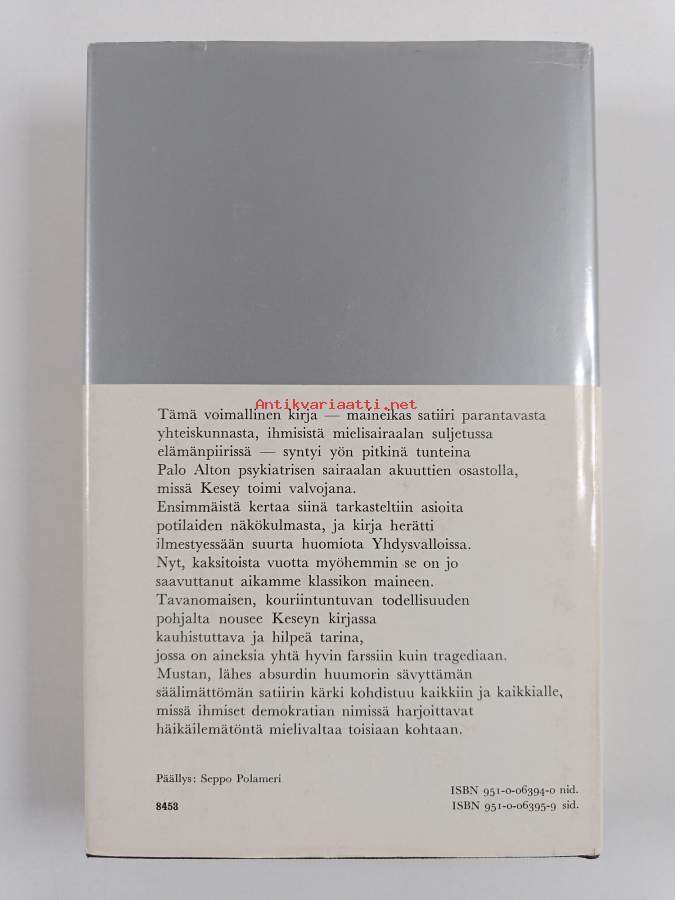 Antikvariaatti.net
Tämä voimallinen kirja — maineikas satiiri parantavasta
yhteiskunnasta, ihmisistä mielisairaalan suljetussa
elämänpiirissä — syntyi yön pitkinä tunteina
Palo Alton psykiatrisen sairaalan akuuttien osastolla,
missä Kesey toimi valvojana.
Ensimmäistä kertaa siinä tarkasteltiin asioita
potilaiden näkökulmasta, ja kirja herätti
ilmestyessään suurta huomiota Yhdysvalloissa.
Nyt, kaksitoista vuotta myöhemmin se on jo
saavuttanut aikamme klassikon maineen.
Tavanomaisen, kouriintuntuvan todellisuuden
pohjalta nousee Keseyn kirjassa
kauhistuttava ja hilpeä tarina,
jossa on aineksia yhtä hyvin farssiin kuin tragediaan.
Mustan, lähes absurdin huumorin sävyttämän
säälimättömän satiirin kärki kohdistuu kaikkiin ja kaikkialle,
missä ihmiset demokratian nimissä harjoittavat
häikäilemätöntä mielivaltaa toisiaan kohtaan.
Päällys: Seppo Polameri
8453
ISBN 951-0-06394-0 nid.
ISBN 951-0-06395-9 sid.